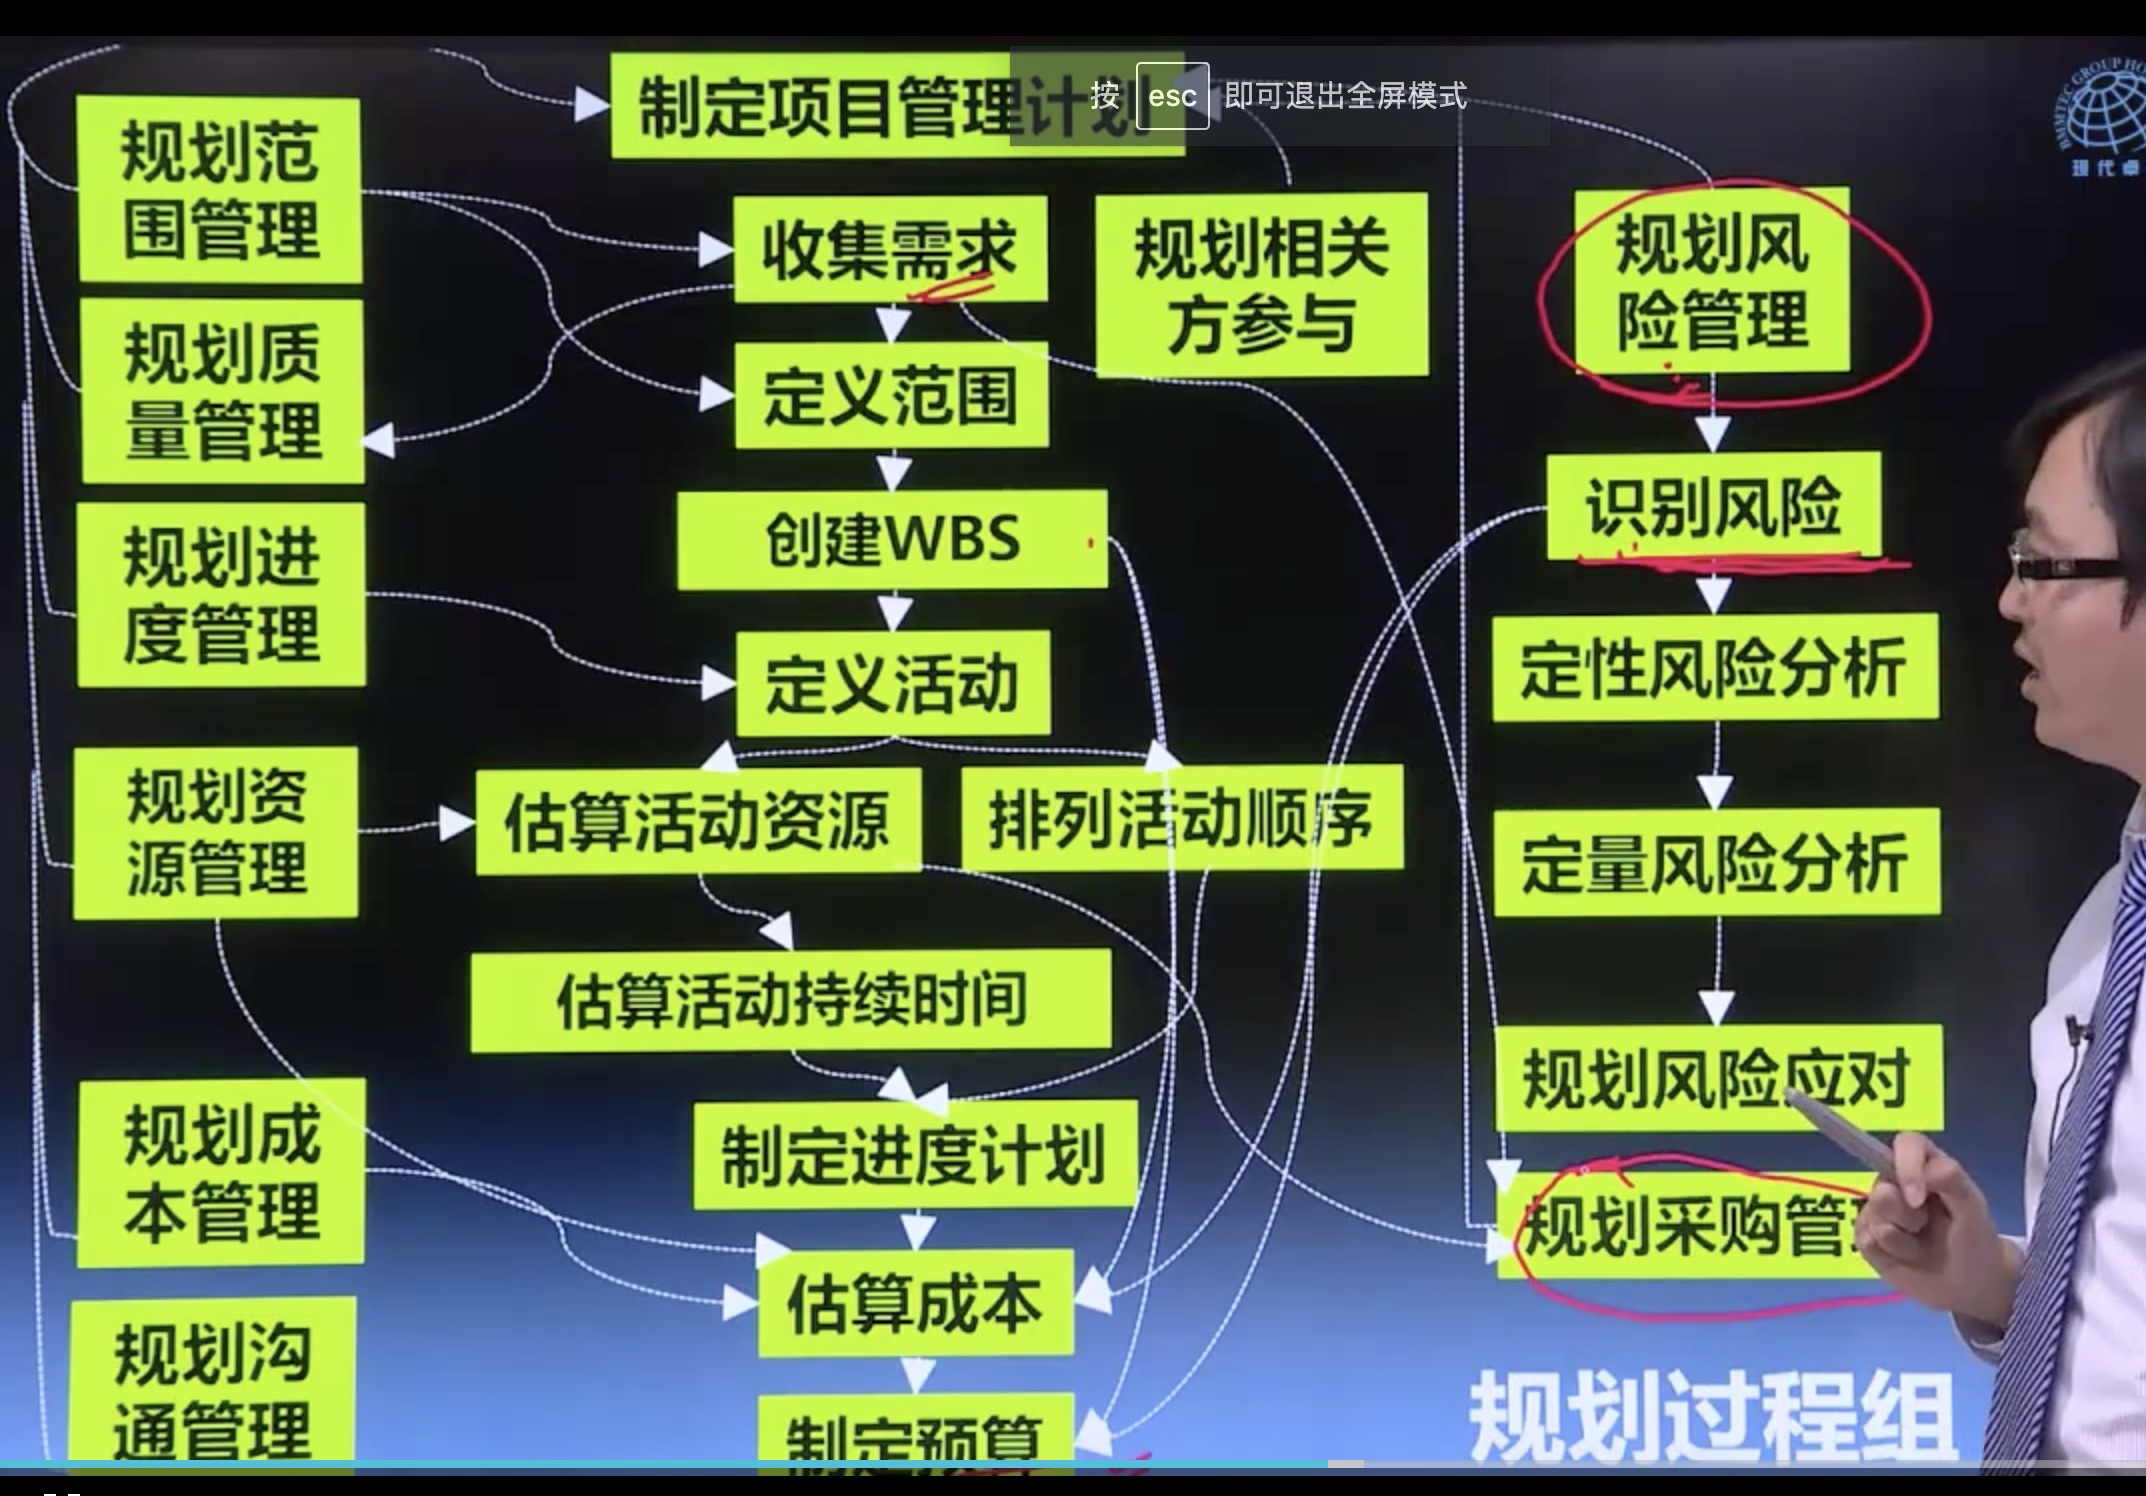 制定项目管理计划
按 esc 即可退出全屏模式
规划范
围管理
收集需求
规划相关
方参与
规划风
险管理
BMMTEC GROUP HO
现代卓
规划质
量管理
定义范围
识别风险
创建WBS
规划进
度管理
定义活动
定性风险分析
规划资
源管理
估算活动资源
排列活动顺序
定量风险分析
估算活动持续时间
规划风险应对
规划成
本管理
制定进度计划
规划采购管
估算成本
规划沟
通管理
制定预算
规划过程组